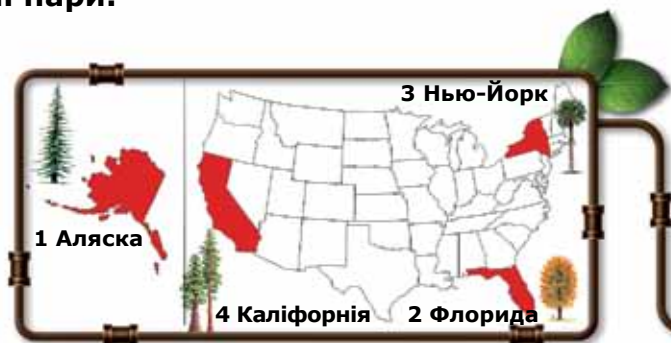 пари.
3 Нью-Йорк
1 Аляска
4 Каліфорнія
2 Флорида